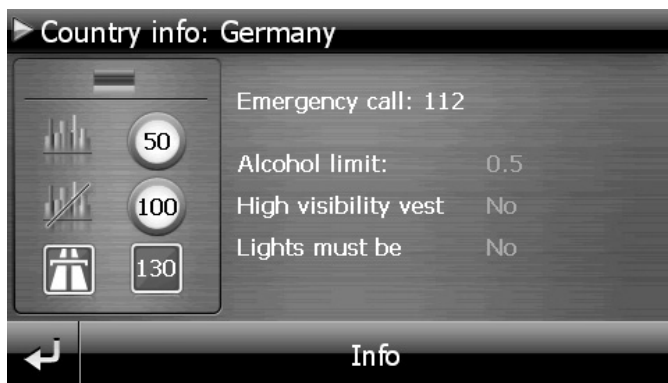 Country info: Germany
Emergency call: 112
50
Alcohol limit: 0.5
100
High visibility vest No
Lights must be No
130
Info